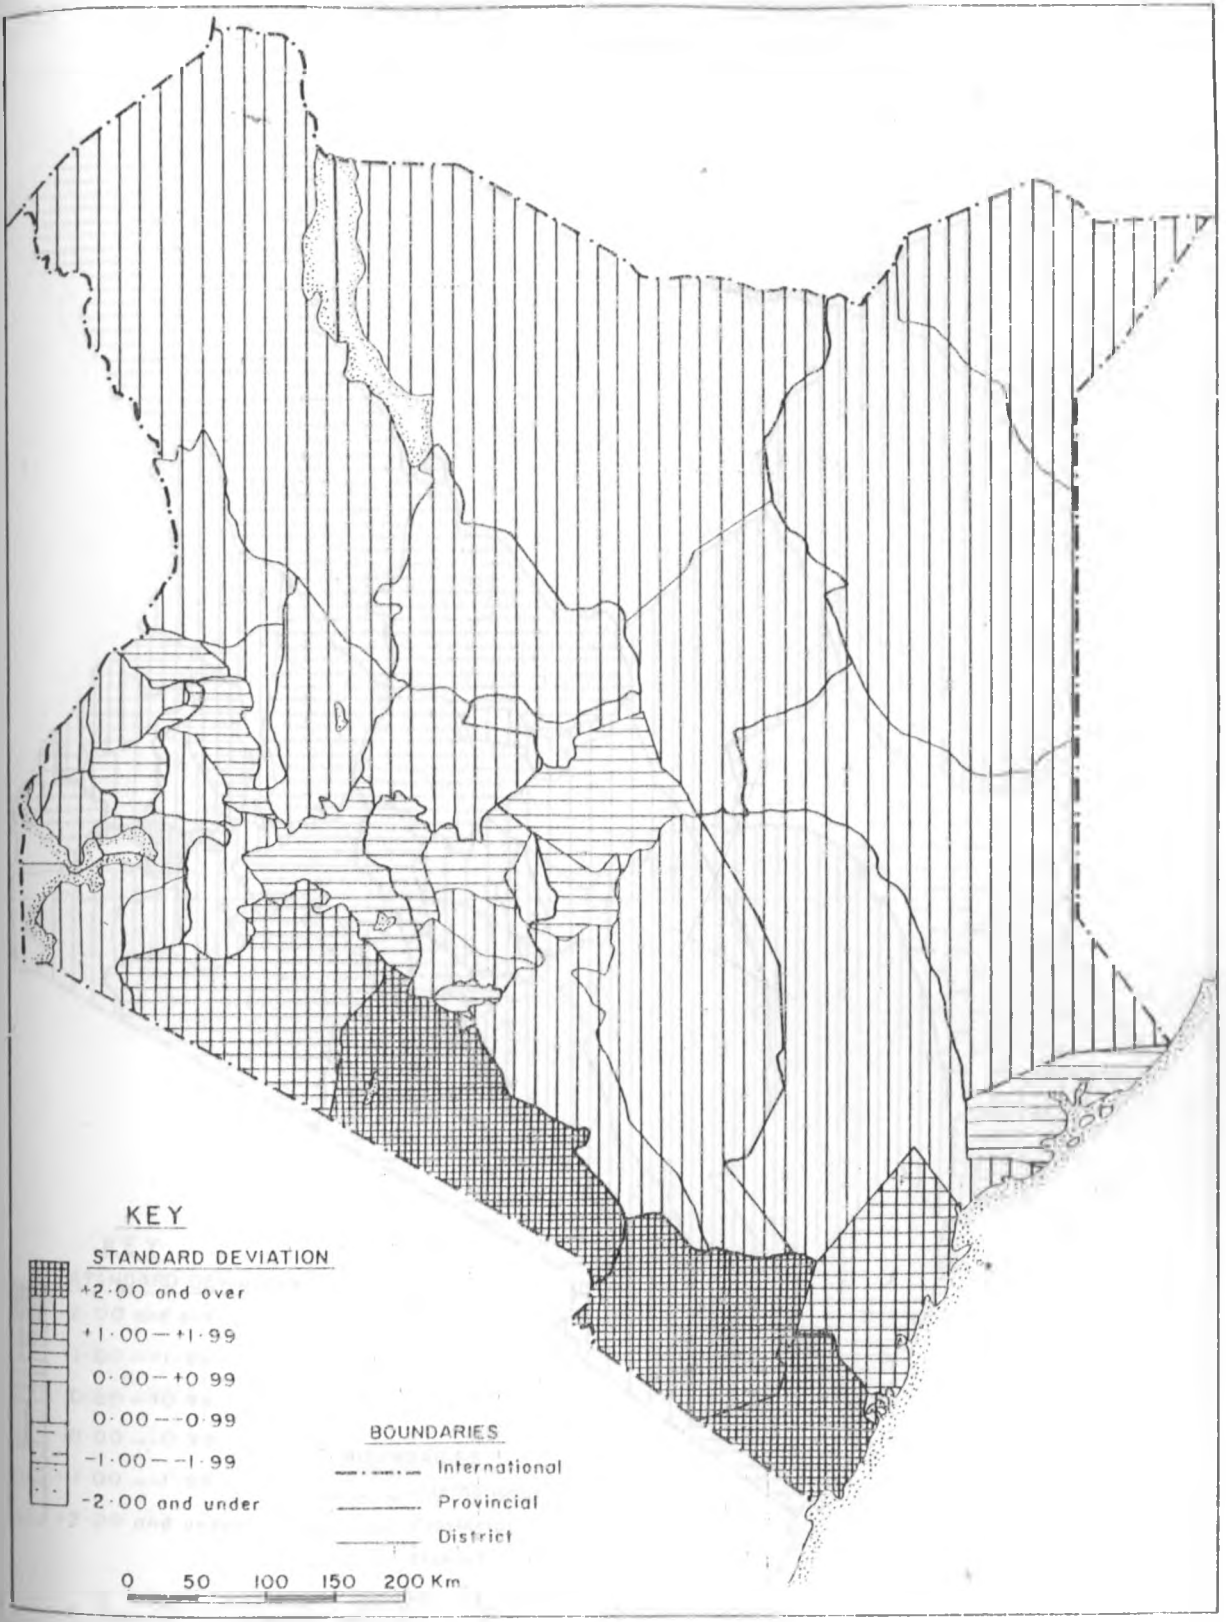 KEY
STANDARD DEVIATION
+2·00 and over
+1·00—+1·99
0·00—+0 99
0·00—-0·99
-1·00—-1·99
-2·00 and under
BOUNDARIES
International
Provincial
District
0 50 100 150 200 Km